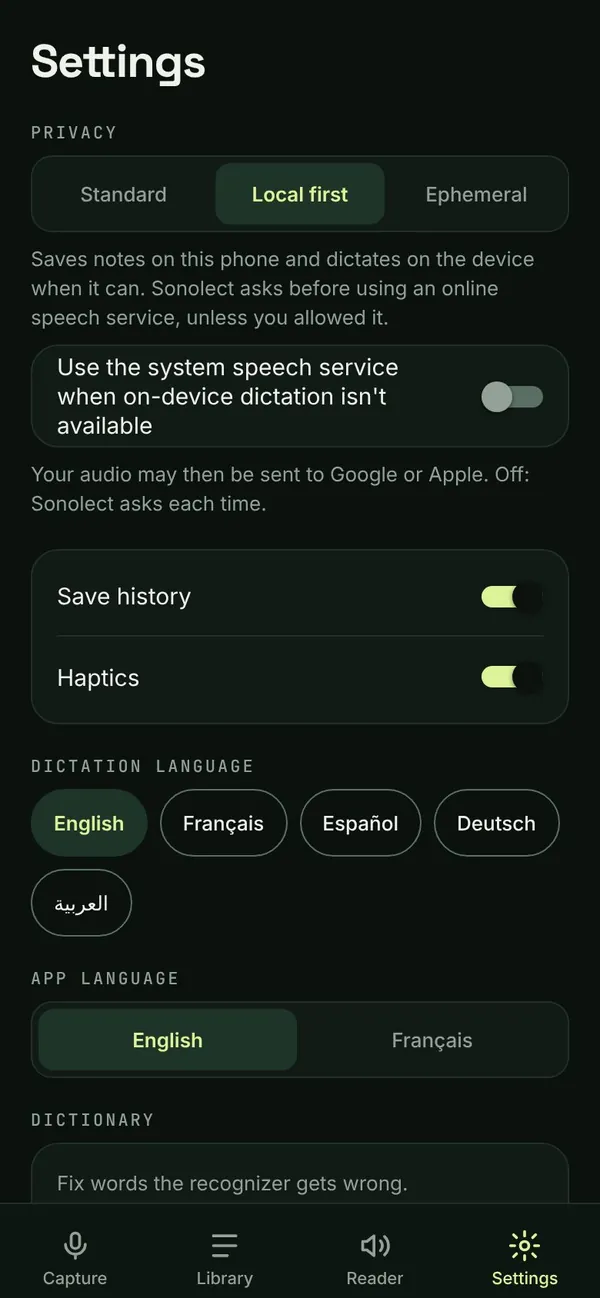 Settings
PRIVACY
Standard
Local first
Ephemeral
Saves notes on this phone and dictates on the device
when it can. Sonolect asks before using an online
speech service, unless you allowed it.
Use the system speech service
when on-device dictation isn't
available
Your audio may then be sent to Google or Apple. Off:
Sonolect asks each time.
Save history
Haptics
DICTATION LANGUAGE
English
Français
Español
Deutsch
العربية
APP LANGUAGE
English
Français
DICTIONARY
Fix words the recognizer gets wrong.
Capture
Library
Reader
Settings